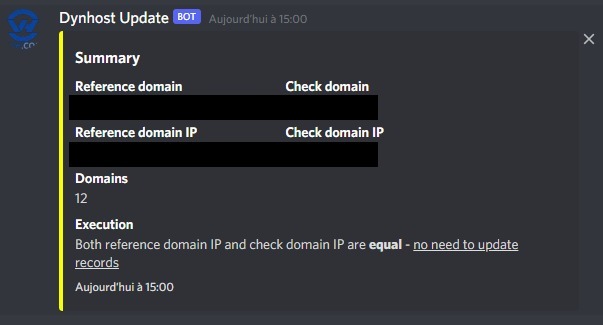 Dynhost Update BOT Aujourd'hui à 15:00
.co
Summary
Reference domain Check domain
Reference domain IP Check domain IP
Domains
12
Execution
Both reference domain IP and check domain IP are equal - no need to update
records
Aujourd'hui à 15:00